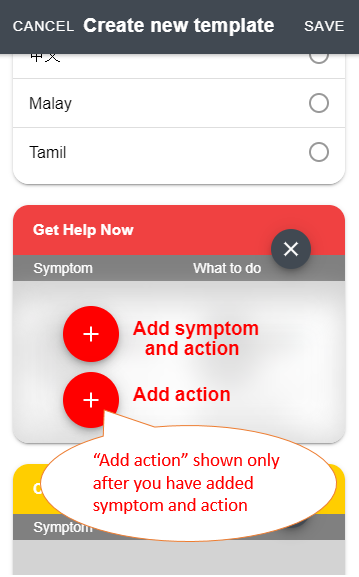 CANCEL Create new template SAVE
中文
Malay
Tamil
Get Help Now
Symptom What to do
Add symptom
and action
Add action
“Add action” shown only
after you have added
symptom and action
Symptom